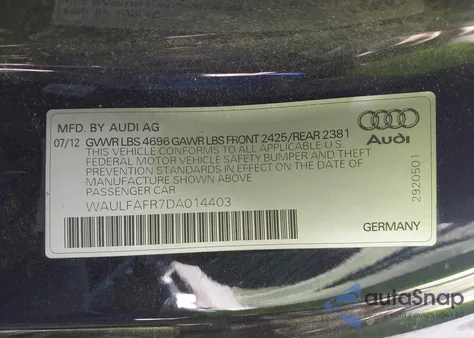 MFD. BY AUDI AG
07/12 GWWR LBS 4696 GAWR LBS FRONT 2425/REAR 2381
THIS VEHICLE CONFORMS TO ALL APPLICABLE U S
FEDERAL MOTOR VEHICLE SAFETY BUMPER AND THEFT
PREVENTION STANDARDS IN EFFECT ON THE DATE OF
MANUFACTURE SHOWN ABOVE
PASSENGER CAR
WAULFAFR7DA014403
Audi
2920501
GERMANY
autoSnap